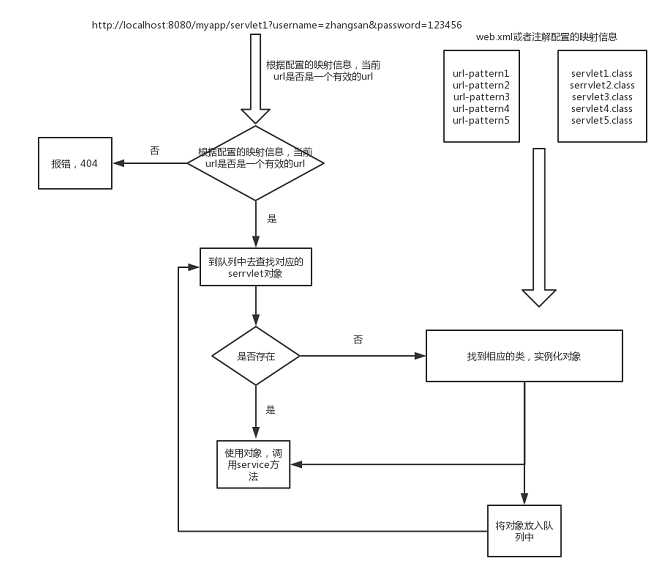 http://localhost:8080/myapp/servlet1?username=zhangsan&password=123456
web.xml或者注解配置的映射信息
根据配置的映射信息，当前
url是否是一个有效的url
url-pattern1
url-pattern2
url-pattern3
url-pattern4
url-pattern5
servlet1.class
serrvlet2.class
servlet3.class
servlet4.class
servlet5.class
根据配置的映射信息，当前
url是否是一个有效的url
否
报错，404
是
到队列中去查找对应的
serrvlet对象
是否存在
否
找到相应的类，实例化对象
是
使用对象，调
用service方
法
将对象放入队
列中